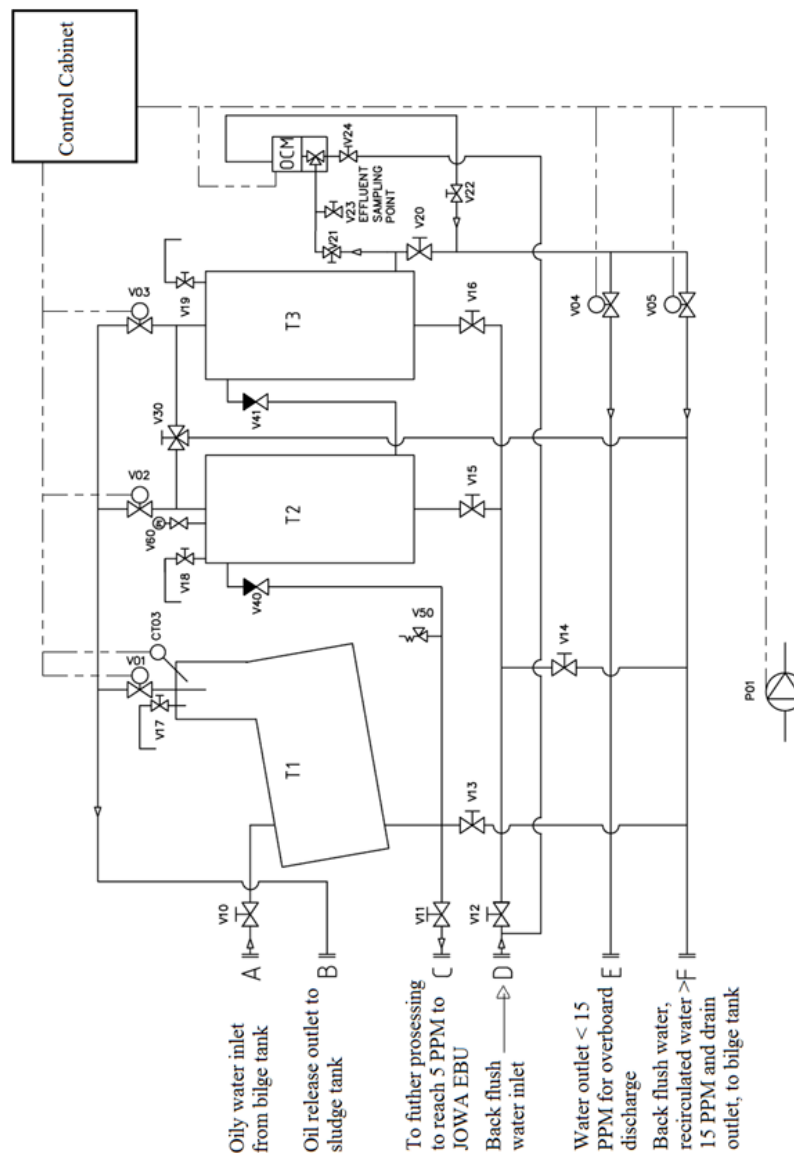 Control Cabinet
OCM
V24
V23
EFFLUENT
SAMPLING
POINT
V21
V22
V20
V19
V03
T3
V16
V04
V05
V41
V30
V02
V60
V18
T2
V15
V40
CT03
V01
V17
V50
V14
T1
V13
P01
V10
V11
V12
A
B
C
D
E
F
Oily water inlet
from bilge tank
Oil release outlet to
sludge tank
To futher prosessing
to reach 5 PPM to
JOWA EBU
Back flush
water inlet
Water outlet < 15
PPM for overboard
discharge
Back flush water,
recirculated water >
15 PPM and drain
outlet, to bilge tank